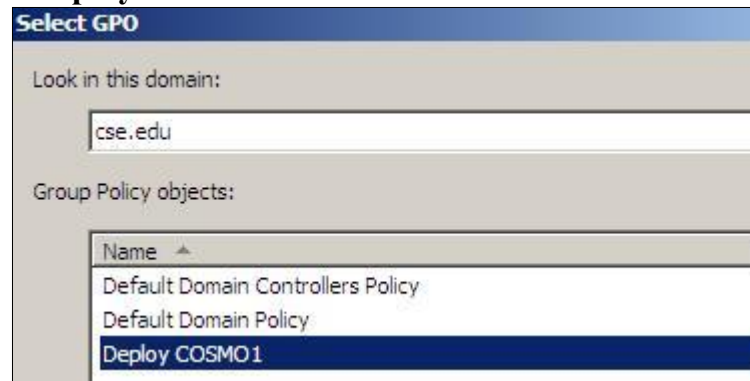 Select GPO
Look in this domain:
cse.edu
Group Policy objects:
Name
Default Domain Controllers Policy
Default Domain Policy
Deploy COSMO1